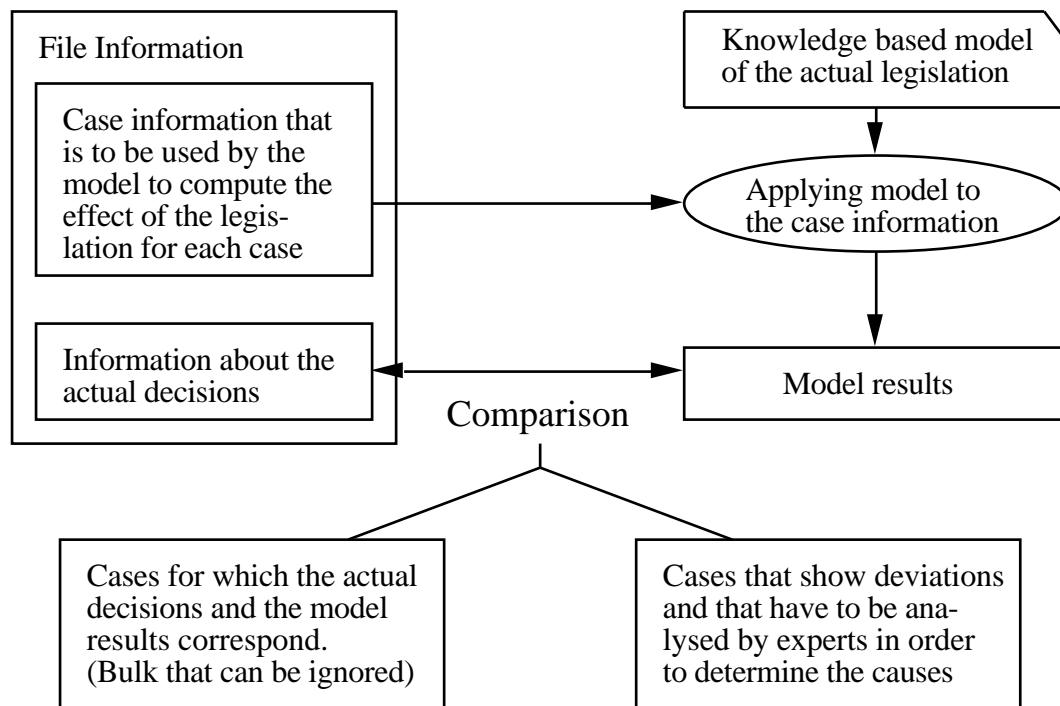 File Information
Case information that
is to be used by the
model to compute the
effect of the legis-
lation for each case
Information about the
actual decisions
Knowledge based model
of the actual legislation
Applying model to
the case information
Model results
Comparison
Cases for which the actual
decisions and the model
results correspond.
(Bulk that can be ignored)
Cases that show deviations
and that have to be ana-
lysed by experts in order
to determine the causes